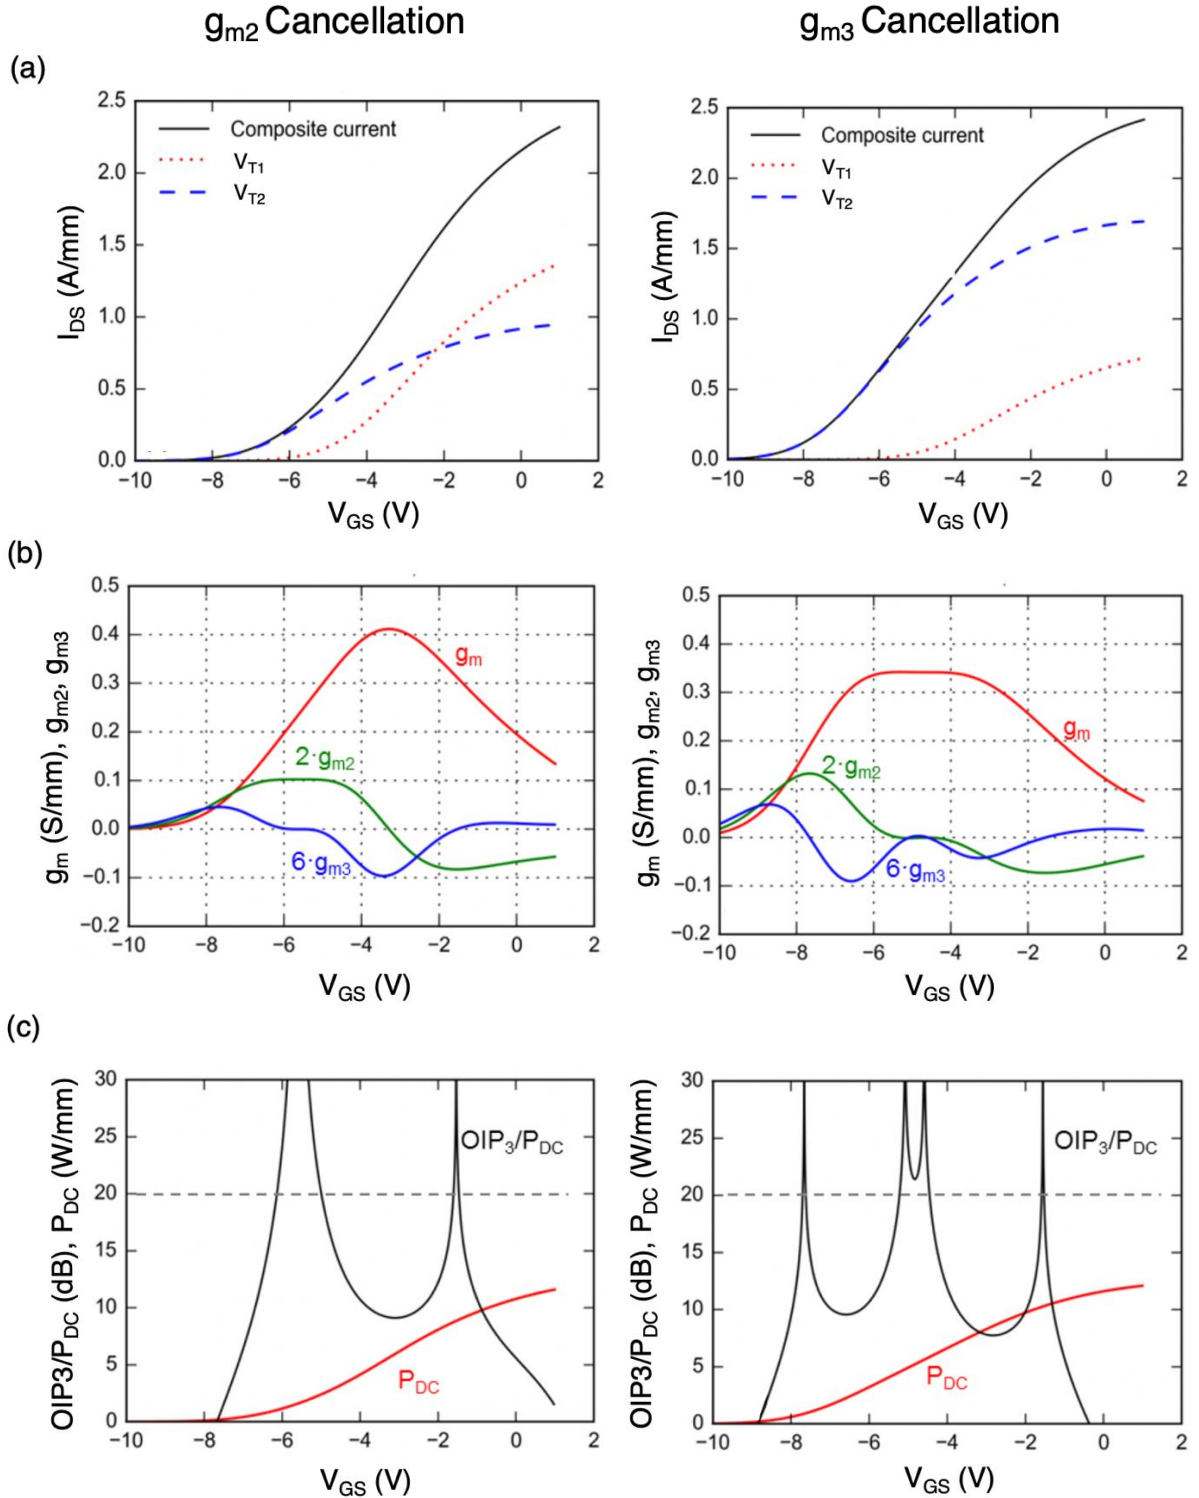 gm2 Cancellation
gm3 Cancellation
(a)
2.5
2.0
1.5
1.0
0.5
0.0
Composite current
VT1
VT2
IDS (A/mm)
−10 −8 −6 −4 −2 0 2
VGS (V)
2.5
2.0
1.5
1.0
0.5
0.0
Composite current
VT1
VT2
IDS (A/mm)
−10 −8 −6 −4 −2 0 2
VGS (V)
(b)
0.5
0.4
0.3
0.2
0.1
0.0
−0.1
−0.2
gm (S/mm), gm2, gm3
gm
2·gm2
6·gm3
−10 −8 −6 −4 −2 0 2
VGS (V)
0.5
0.4
0.3
0.2
0.1
0.0
−0.1
−0.2
gm (S/mm), gm2, gm3
gm
2·gm2
6·gm3
−10 −8 −6 −4 −2 0 2
VGS (V)
(c)
30
25
20
15
10
5
0
OIP3/PDC (dB), PDC (W/mm)
OIP3/PDC
PDC
−10 −8 −6 −4 −2 0 2
VGS (V)
30
25
20
15
10
5
0
OIP3/PDC (dB), PDC (W/mm)
OIP3/PDC
PDC
−10 −8 −6 −4 −2 0 2
VGS (V)